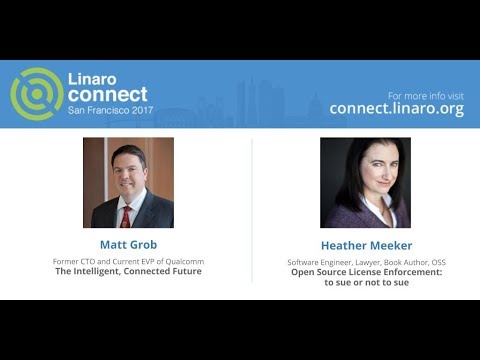 Linaro
connect
San Francisco 2017
For more info visit
connect.linaro.org
Matt Grob
Former CTO and Current EVP of Qualcomm
The Intelligent, Connected Future
Heather Meeker
Software Engineer, Lawyer, Book Author, OSS
Open Source License Enforcement:
to sue or not to sue